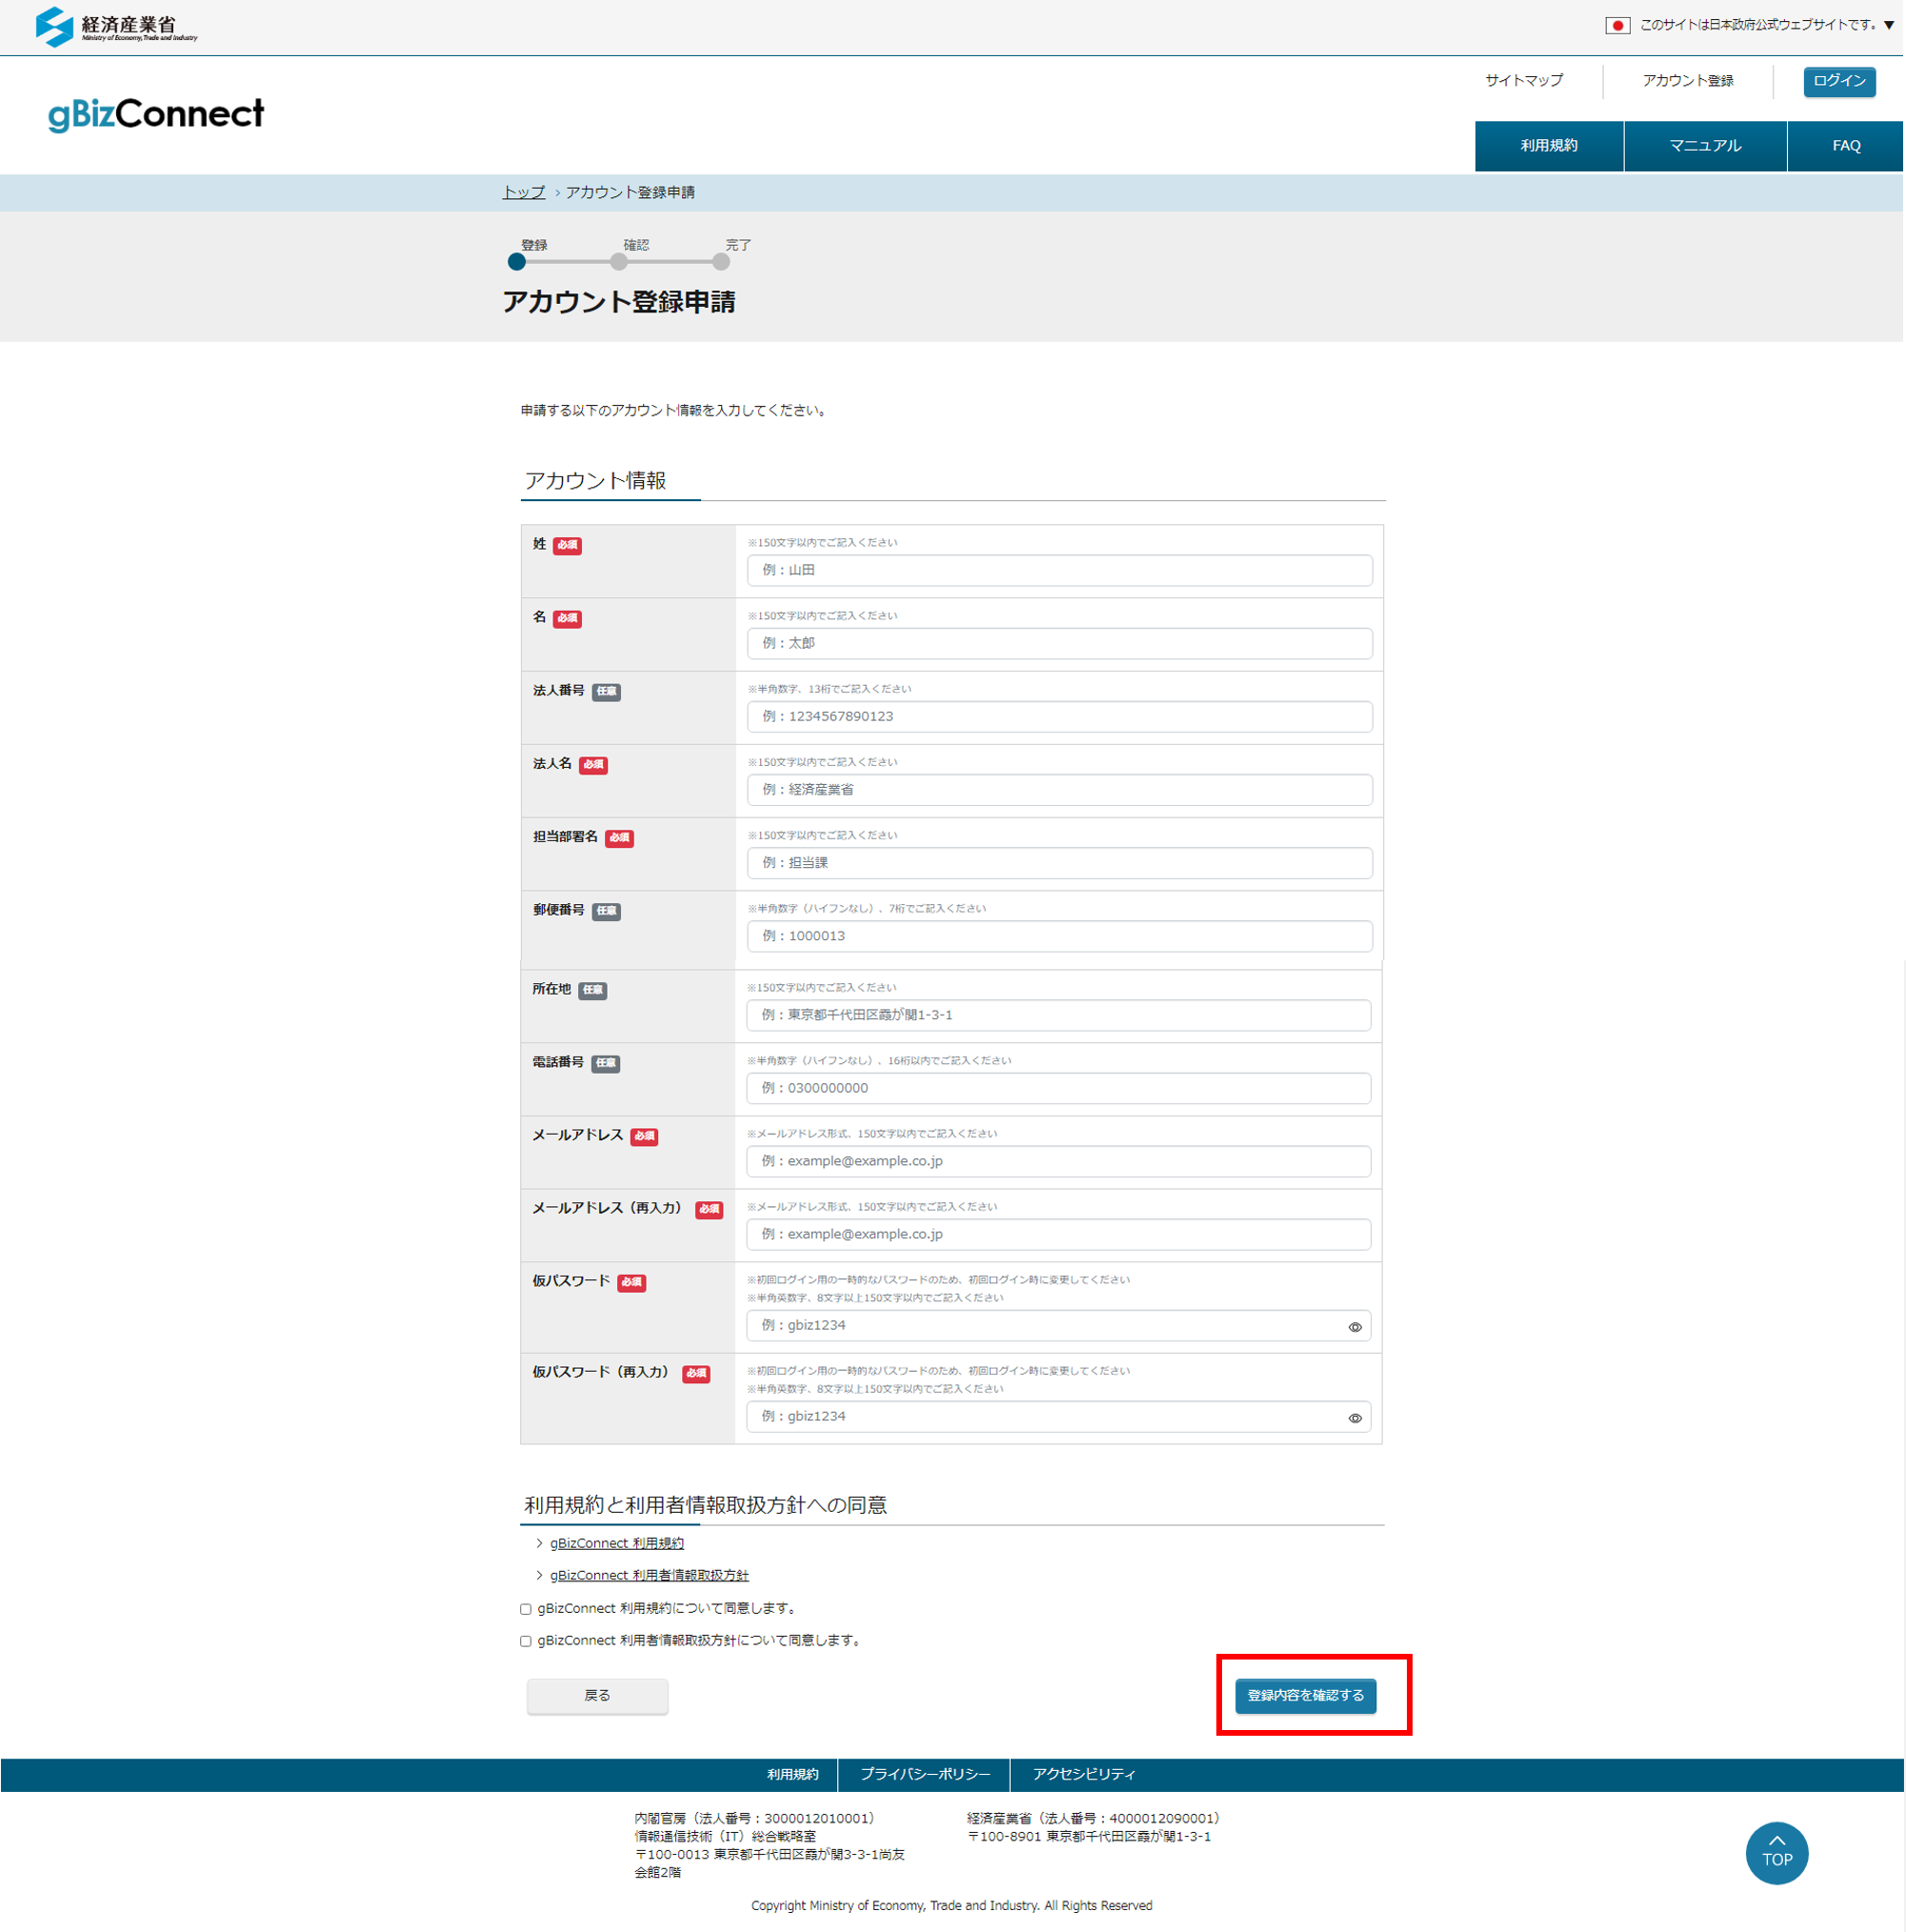 経済産業省
Ministry of Economy, Trade and Industry
このサイトは日本政府公式ウェブサイトです。▼
サイトマップ
アカウント登録
ログイン
gBizConnect
利用規約
マニュアル
FAQ
トップ › アカウント登録申請
登録 確認 完了
アカウント登録申請
申請する以下のアカウント情報を入力してください。
アカウント情報
姓 必須
※150文字以内でご記入ください
例：山田
名 必須
※150文字以内でご記入ください
例：太郎
法人番号 任意
※半角数字、13桁でご記入ください
例：1234567890123
法人名 必須
※150文字以内でご記入ください
例：経済産業省
担当部署名 必須
※150文字以内でご記入ください
例：担当課
郵便番号 任意
※半角数字（ハイフンなし）、7桁でご記入ください
例：1000013
所在地 任意
※150文字以内でご記入ください
例：東京都千代田区霞が関1-3-1
電話番号 任意
※半角数字（ハイフンなし）、16桁以内でご記入ください
例：0300000000
メールアドレス 必須
※メールアドレス形式、150文字以内でご記入ください
例：example@example.co.jp
メールアドレス（再入力） 必須
※メールアドレス形式、150文字以内でご記入ください
例：example@example.co.jp
仮パスワード 必須
※初回ログイン用の一時的なパスワードのため、初回ログイン時に変更してください
※半角英数字、8文字以上150文字以内でご記入ください
例：gbiz1234
仮パスワード（再入力） 必須
※初回ログイン用の一時的なパスワードのため、初回ログイン時に変更してください
※半角英数字、8文字以上150文字以内でご記入ください
例：gbiz1234
利用規約と利用者情報取扱方針への同意
gBizConnect 利用規約
gBizConnect 利用者情報取扱方針
gBizConnect 利用規約について同意します。
gBizConnect 利用者情報取扱方針について同意します。
戻る
登録内容を確認する
利用規約
プライバシーポリシー
アクセシビリティ
内閣官房（法人番号：3000012010001）
情報通信技術（IT）総合戦略室
〒100-0013 東京都千代田区霞が関3-3-1尚友
会館2階
経済産業省（法人番号：4000012090001）
〒100-8901 東京都千代田区霞が関1-3-1
TOP
Copyright Ministry of Economy, Trade and Industry. All Rights Reserved